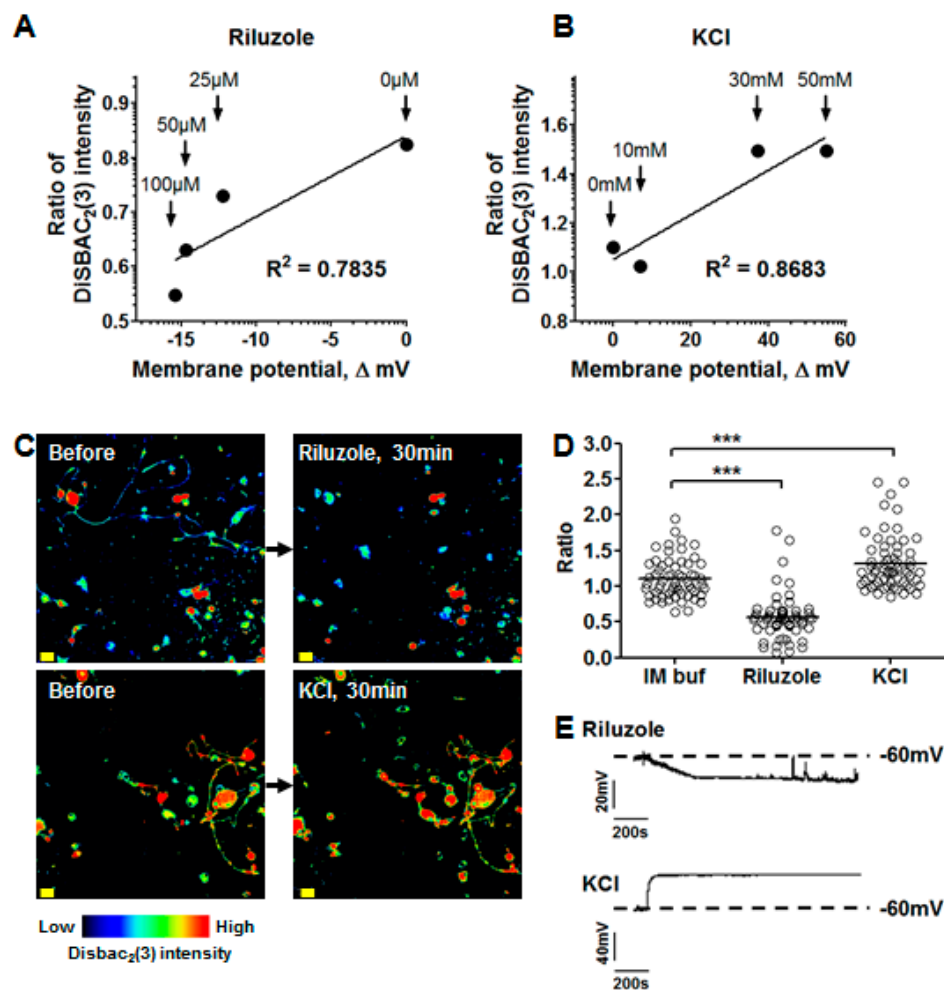 A
Riluzole
Ratio of
DiSBAC₂(3) intensity
0.9
0.8
0.7
0.6
0.5
100µM
50µM
25µM
0µM
R² = 0.7835
-15
-10
-5
0
Membrane potential, Δ mV
B
KCl
Ratio of
DiSBAC₂(3) intensity
1.6
1.4
1.2
1.0
0.8
0mM
10mM
30mM
50mM
R² = 0.8683
0
20
40
60
Membrane potential, Δ mV
C
Before
Riluzole, 30min
Before
KCl, 30min
Low
High
Disbac₂(3) intensity
D
Ratio
3.0
2.5
2.0
1.5
1.0
0.5
0.0
***
***
IM buf
Riluzole
KCl
E
Riluzole
-60mV
20mV
200s
KCl
-60mV
40mV
200s